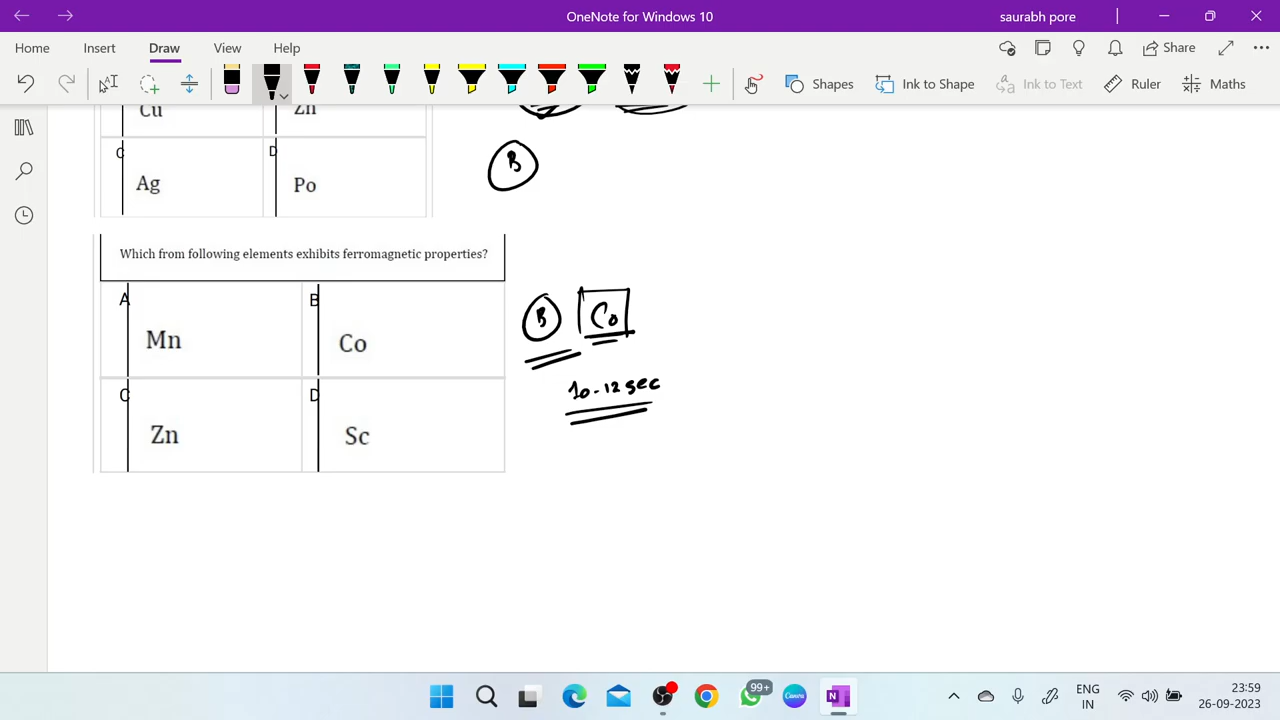 OneNote for Windows 10
saurabh pore
Home Insert Draw View Help
Share
Shapes Ink to Shape Ink to Text Ruler Maths
Cu Zn
C D
Ag Po
B
Which from following elements exhibits ferromagnetic properties?
A B
Mn Co
C D
Zn Sc
B Co
10-12 sec
99+
ENG
IN
23:59
26-09-2023